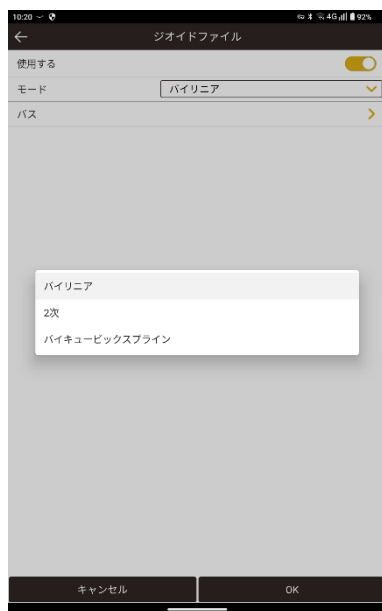 10:20 4G 92%
ジオイドファイル
使用する
モード バイリニア
パス
バイリニア
2次
バイキュービックスプライン
キャンセル OK